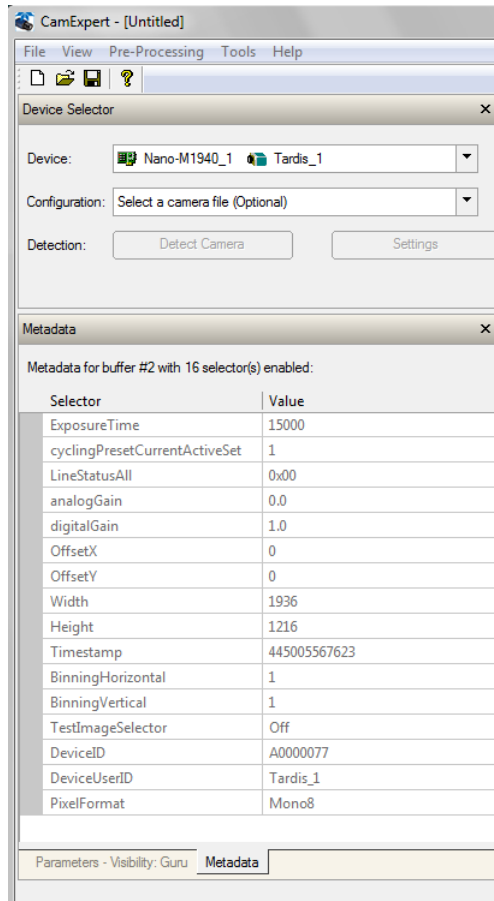 CamExpert - [Untitled]
File View Pre-Processing Tools Help
Device Selector
Device: Nano-M1940_1 Tardis_1
Configuration: Select a camera file (Optional)
Detection: Detect Camera Settings
Metadata
Metadata for buffer #2 with 16 selector(s) enabled:
Selector Value
ExposureTime 15000
cyclingPresetCurrentActiveSet 1
LineStatusAll 0x00
analogGain 0.0
digitalGain 1.0
OffsetX 0
OffsetY 0
Width 1936
Height 1216
Timestamp 445005567623
BinningHorizontal 1
BinningVertical 1
TestImageSelector Off
DeviceID A0000077
DeviceUserID Tardis_1
PixelFormat Mono8
Parameters - Visibility: Guru Metadata